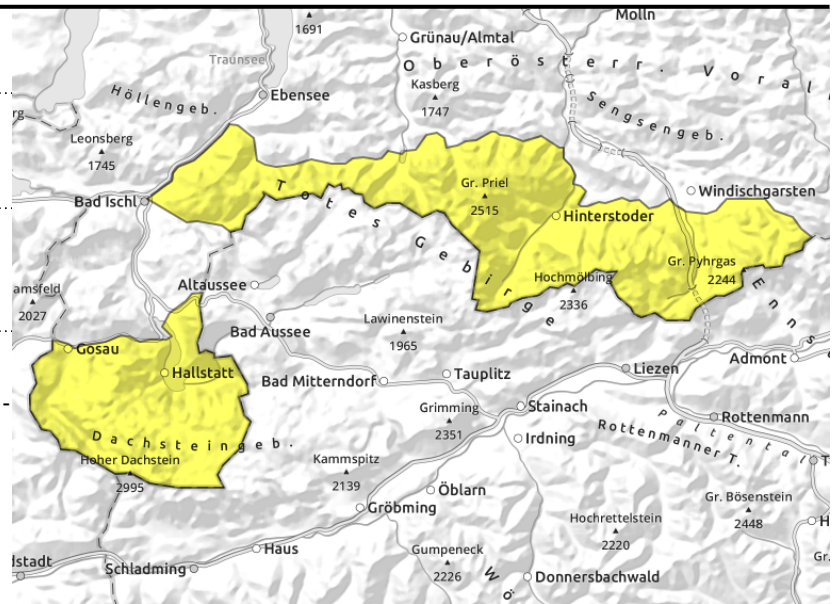 1691
Molln
Grünau/Almtal
Traunsee
Oberösterr. Voral
Kasberg
1747
Höllengeb.
Ebensee
Sengsengeb.
rg
Leonsberg
1745
Gr. Priel
2515
Windischgarsten
Bad Ischl
Totes Gebirge
Hinterstoder
Gr. Pyhrgas
2244
Altaussee
Hochmölbing
2336
Enns
amsfeld
2027
Lawinenstein
1965
Bad Aussee
Gosau
Admont
Hallstatt
Bad Mitterndorf
Tauplitz
Liezen
Stainach
Grimming
2351
Rottenmann
Paltental
Rottenmanner T.
Irdning
Dachsteingeb.
Hoher Dachstein
2995
Kammspitz
2139
T
Öblarn
Gr. Bösenstein
2448
Gröbming
Hochrettelstein
2220
H
Haus
Gumpeneck
2226
Gr.
dstadt
Schladming
Wö
Donnersbachwald